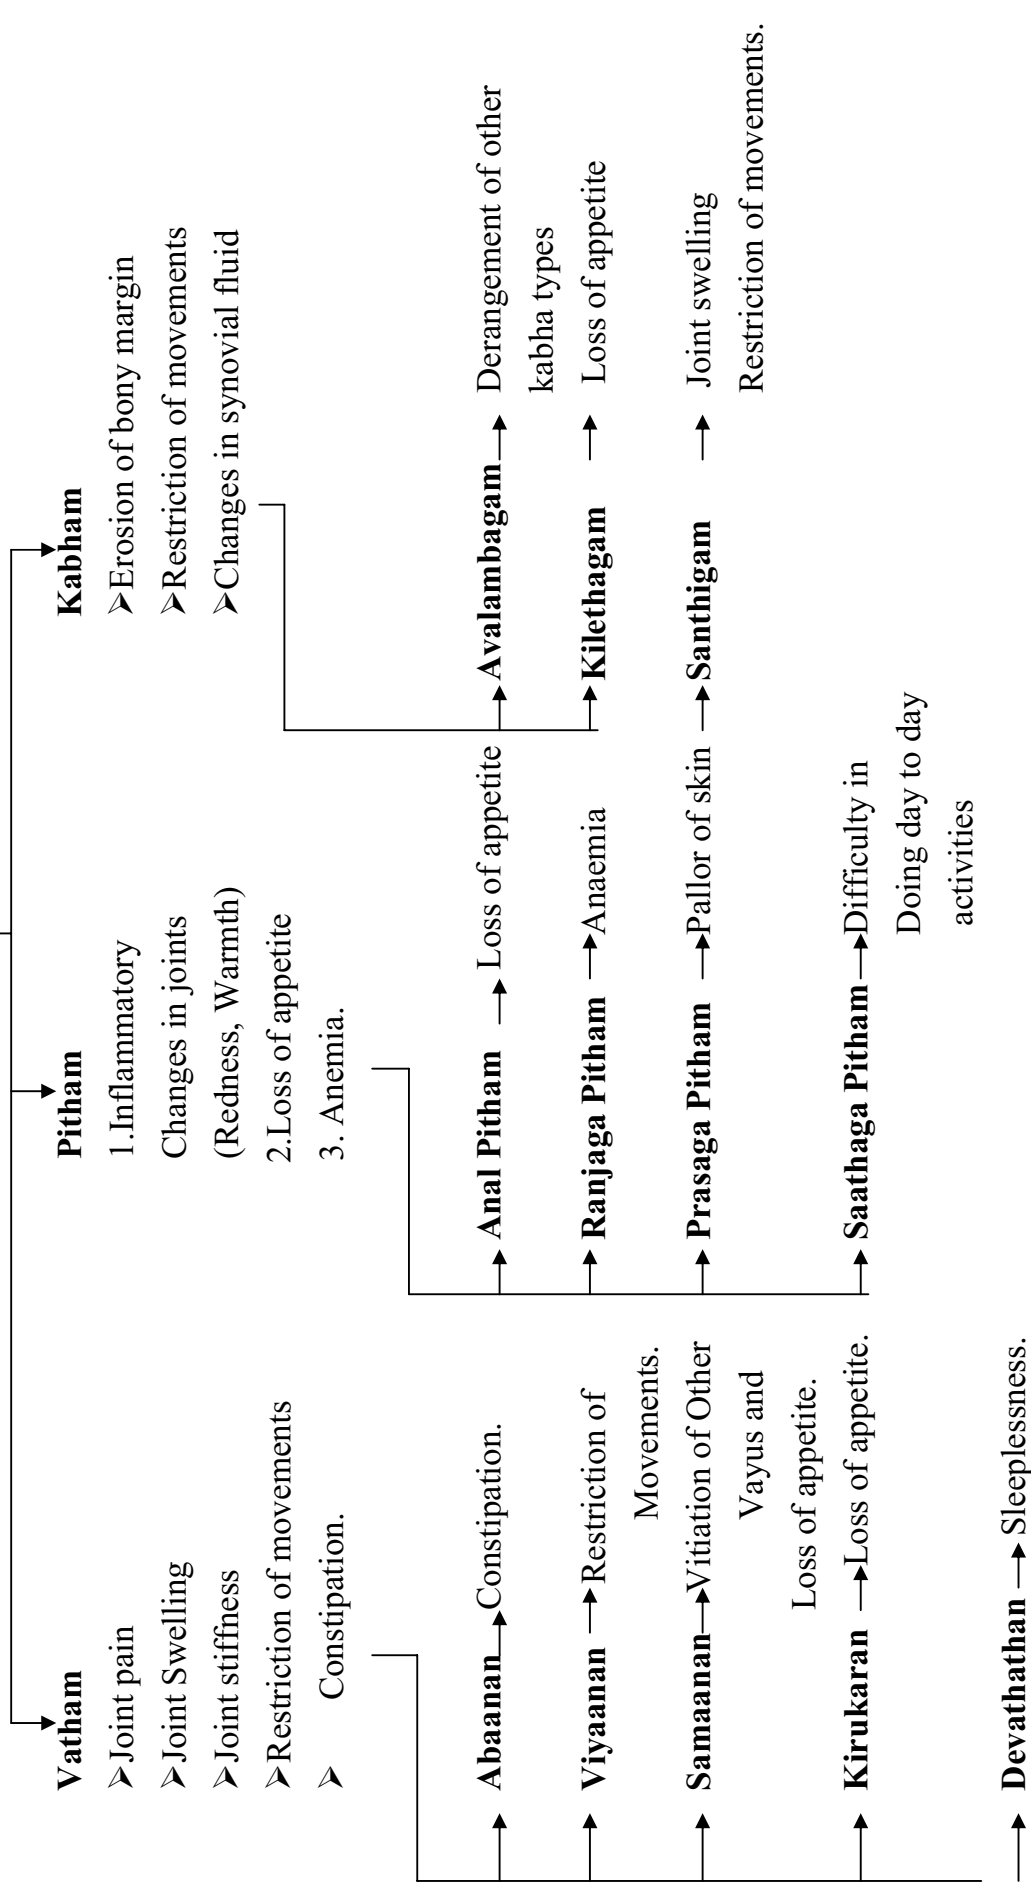 Vatham
➢Joint pain
➢Joint Swelling
➢Joint stiffness
➢Restriction of movements
➢ Constipation.
Abaanan → Constipation.
Viyaanan → Restriction of
Movements.
Samaanan → Vitiation of Other
Vayus and
Loss of appetite.
Kirukaran → Loss of appetite.
Devathathan → Sleeplessness.
Pitham
1.Inflammatory
Changes in joints
(Redness, Warmth)
2.Loss of appetite
3. Anemia.
Anal Pitham → Loss of appetite
Ranjaga Pitham → Anaemia
Prasaga Pitham → Pallor of skin
Saathaga Pitham → Difficulty in
Doing day to day
activities
Kabham
➢Erosion of bony margin
➢Restriction of movements
➢Changes in synovial fluid
Avalambagam → Derangement of other
kabha types
Kilethagam → Loss of appetite
Santhigam → Joint swelling
Restriction of movements.